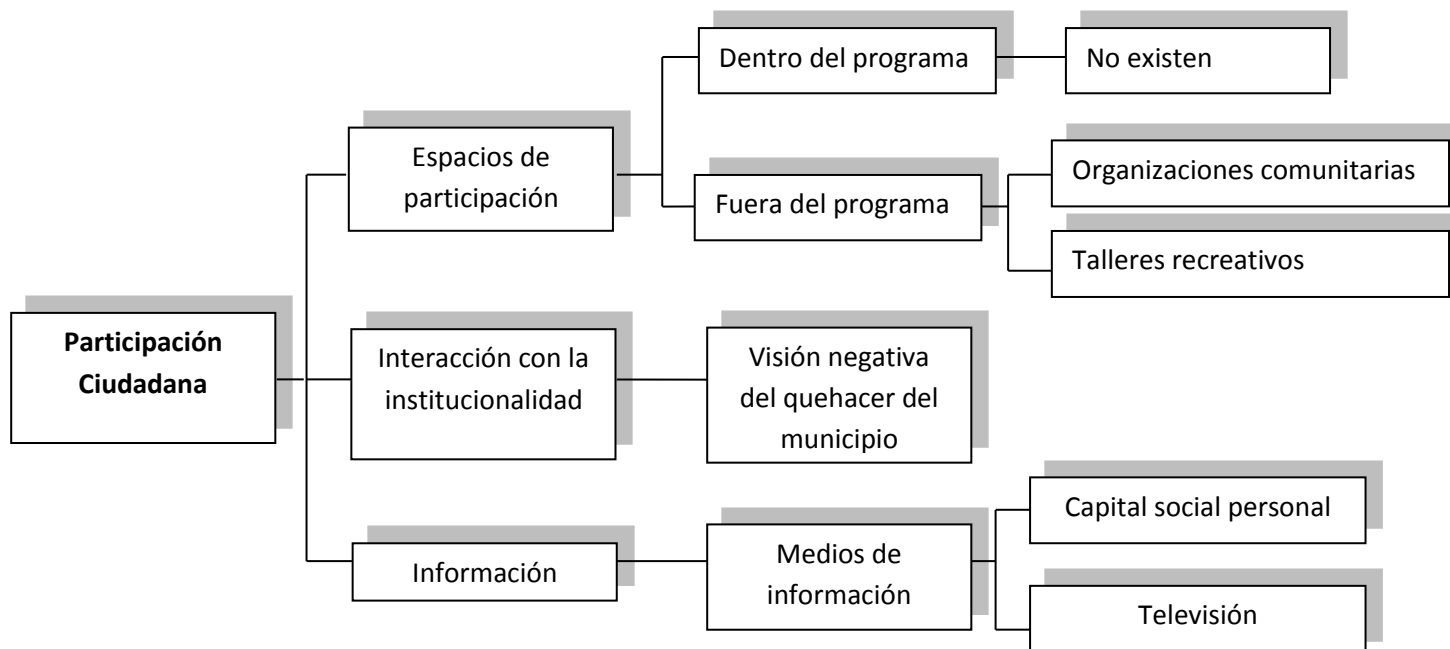 Dentro del programa
No existen
Espacios de
participación
Organizaciones comunitarias
Fuera del programa
Talleres recreativos
Participación
Ciudadana
Interacción con la
institucionalidad
Visión negativa
del quehacer del
municipio
Capital social personal
Información
Medios de
información
Televisión